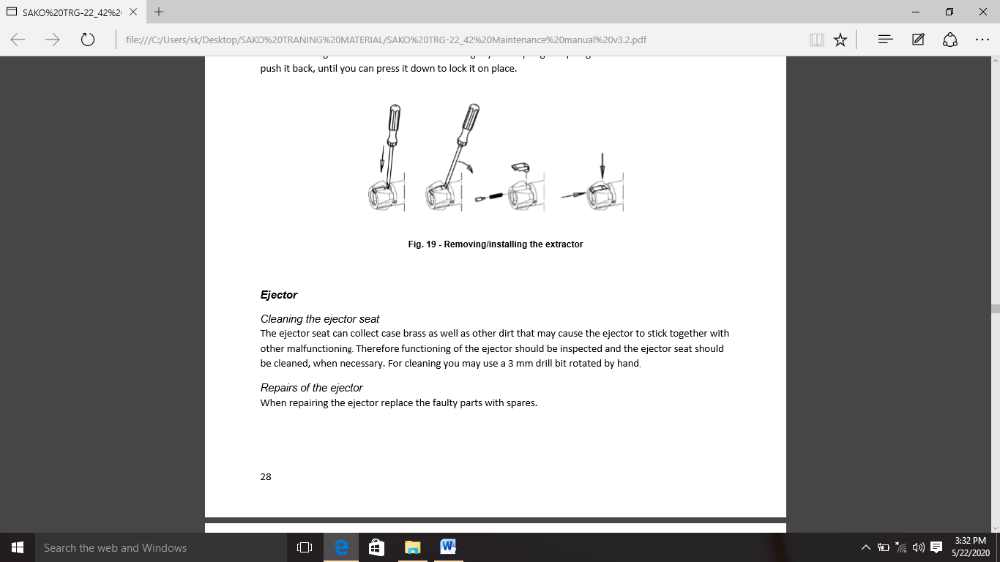 SAKO%20TRG-22_42%20
file:///C:/Users/sk/Desktop/SAKO%20TRANING%20MATERIAL/SAKO%20TRG-22_42%20Maintenance%20manual%20v3.2.pdf
push it back, until you can press it down to lock it on place.
Fig. 19 - Removing/installing the extractor
Ejector
Cleaning the ejector seat
The ejector seat can collect case brass as well as other dirt that may cause the ejector to stick together with
other malfunctioning. Therefore functioning of the ejector should be inspected and the ejector seat should
be cleaned, when necessary. For cleaning you may use a 3 mm drill bit rotated by hand.
Repairs of the ejector
When repairing the ejector replace the faulty parts with spares.
28
Search the web and Windows
3:32 PM
5/22/2020